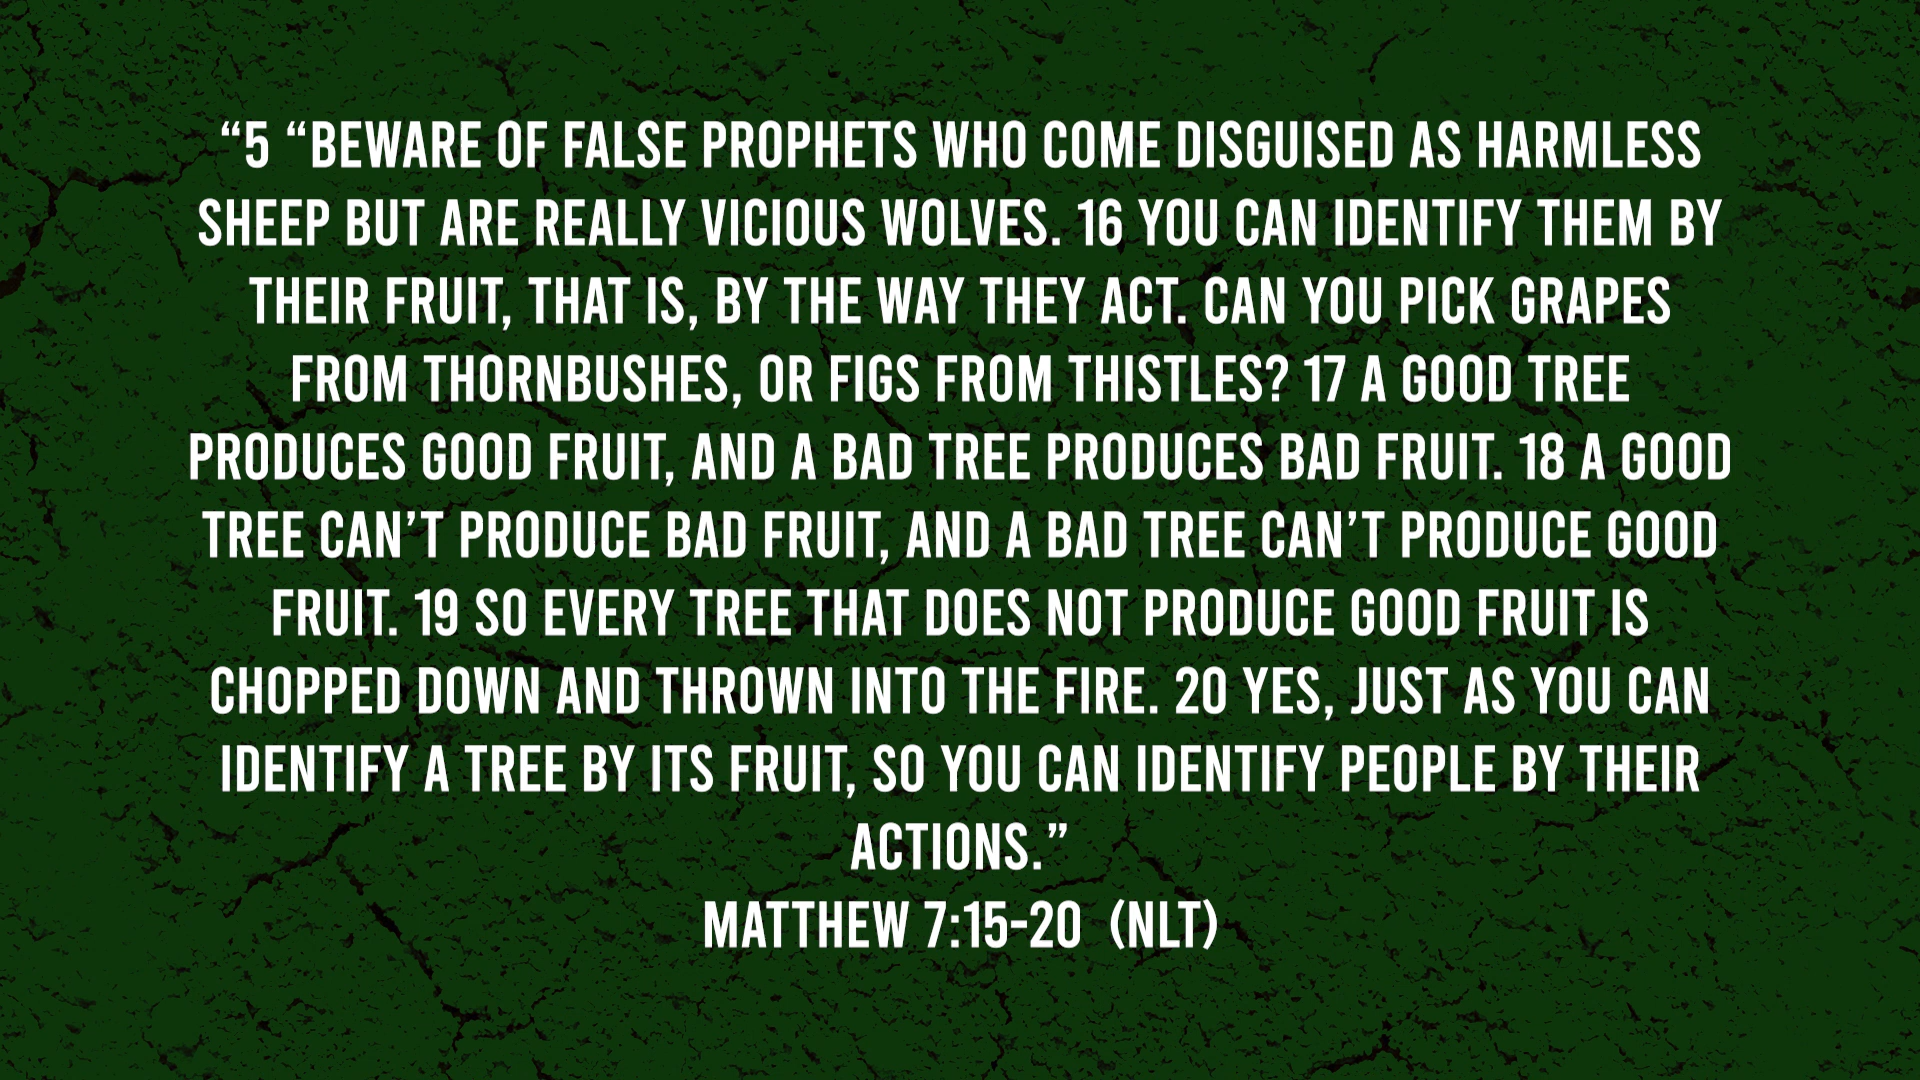 “5 “BEWARE OF FALSE PROPHETS WHO COME DISGUISED AS HARMLESS
SHEEP BUT ARE REALLY VICIOUS WOLVES. 16 YOU CAN IDENTIFY THEM BY
THEIR FRUIT, THAT IS, BY THE WAY THEY ACT. CAN YOU PICK GRAPES
FROM THORNBUSHES, OR FIGS FROM THISTLES? 17 A GOOD TREE
PRODUCES GOOD FRUIT, AND A BAD TREE PRODUCES BAD FRUIT. 18 A GOOD
TREE CAN’T PRODUCE BAD FRUIT, AND A BAD TREE CAN’T PRODUCE GOOD
FRUIT. 19 SO EVERY TREE THAT DOES NOT PRODUCE GOOD FRUIT IS
CHOPPED DOWN AND THROWN INTO THE FIRE. 20 YES, JUST AS YOU CAN
IDENTIFY A TREE BY ITS FRUIT, SO YOU CAN IDENTIFY PEOPLE BY THEIR
ACTIONS.”
MATTHEW 7:15-20 (NLT)